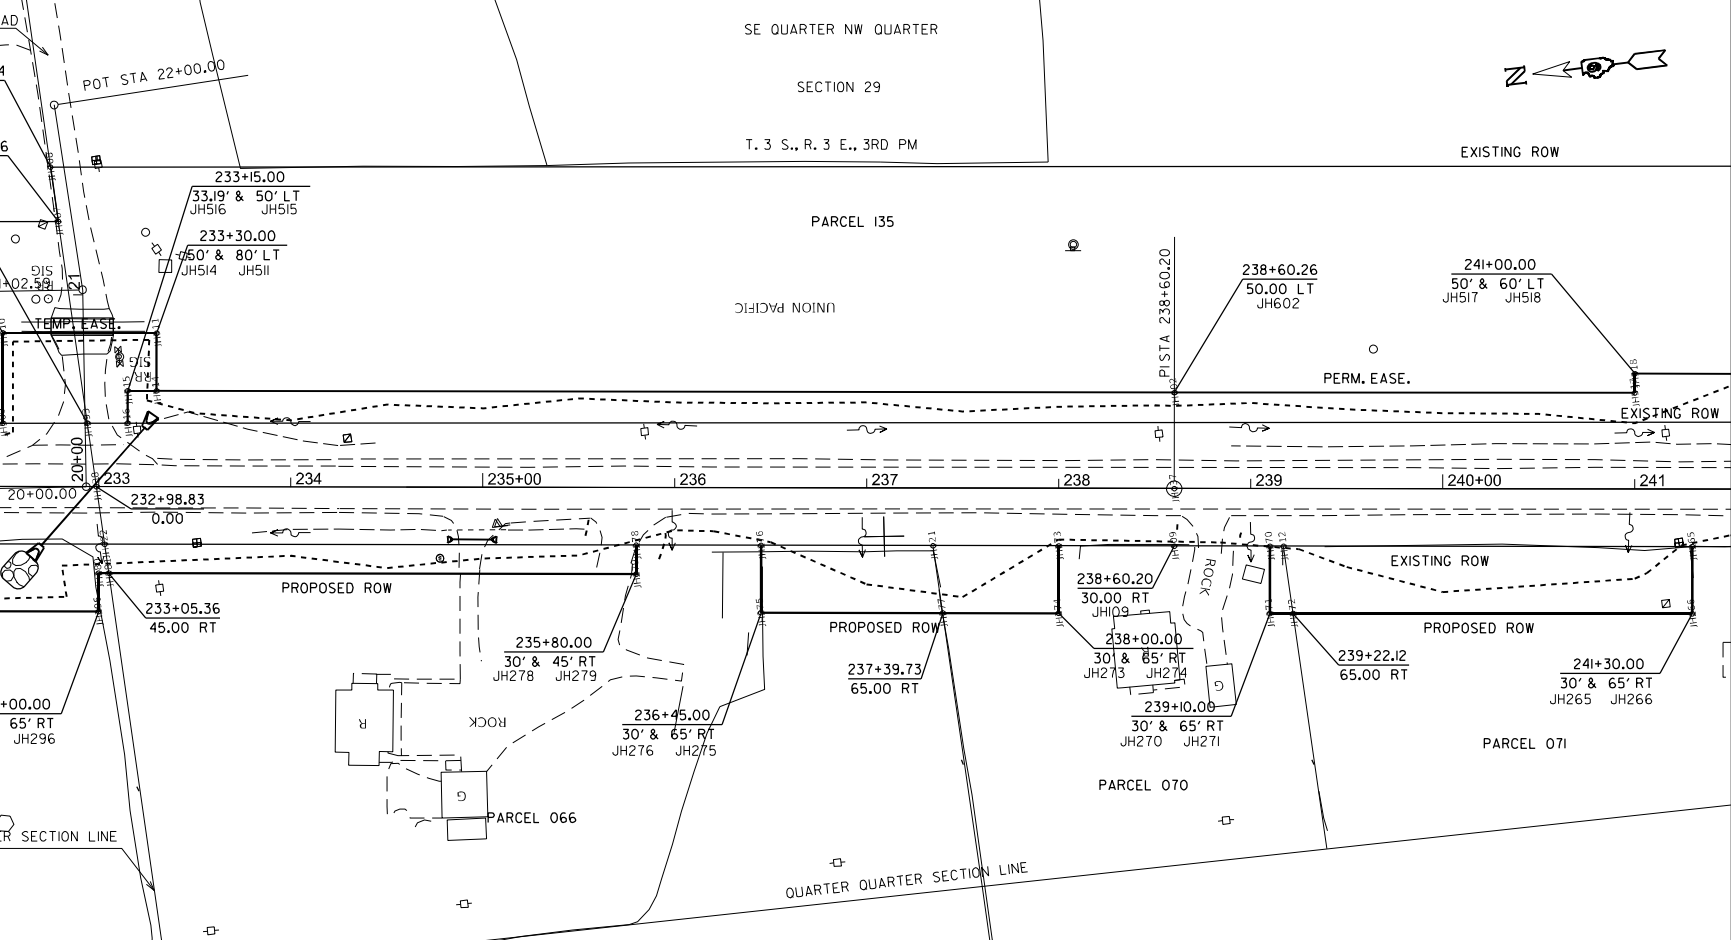 SE QUARTER NW QUARTER
SECTION 29
T. 3 S., R. 3 E., 3RD PM
AD
POT STA 22+00.00
N
EXISTING ROW
233+15.00
33.19' & 50' LT
JH516 JH515
PARCEL 135
233+30.00
50' & 80' LT
JH514 JH511
RR SIG
+02.59
21
TEMP. EASE.
RR SIG
UNION PACIFIC
PISTA 238+60.20
238+60.26
50.00 LT
JH602
241+00.00
50' & 60' LT
JH517 JH518
PERM. EASE.
EXISTING ROW
20+00
233
234
235+00
236
237
238
239
240+00
241
20+00.00
232+98.83
0.00
PROPOSED ROW
233+05.36
45.00 RT
235+80.00
30' & 45' RT
JH278 JH279
236+45.00
30' & 65' RT
JH276 JH275
PROPOSED ROW
237+39.73
65.00 RT
238+60.20
30.00 RT
JH109
238+00.00
30' & 65' RT
JH273 JH274
ROCK
R
G
239+10.00
30' & 65' RT
JH270 JH271
EXISTING ROW
PROPOSED ROW
239+22.12
65.00 RT
241+30.00
30' & 65' RT
JH265 JH266
+00.00
65' RT
JH296
R
ROCK
G
PARCEL 066
PARCEL 070
PARCEL 071
ER SECTION LINE
QUARTER QUARTER SECTION LINE